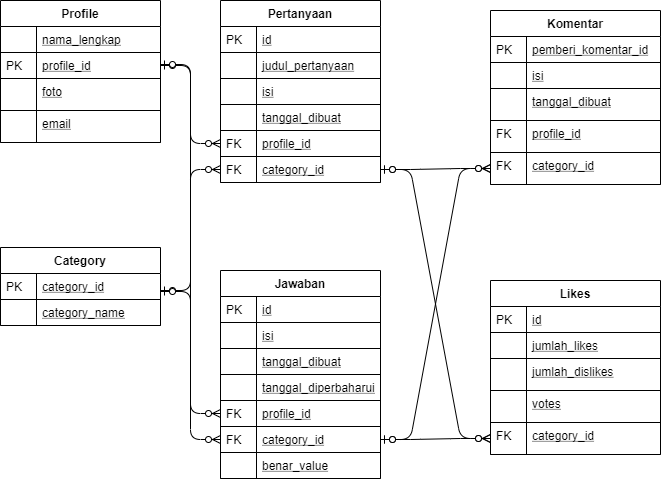 Profile
nama_lengkap
PK profile_id
foto
email
Pertanyaan
PK id
judul_pertanyaan
isi
tanggal_dibuat
FK profile_id
FK category_id
Komentar
PK pemberi_komentar_id
isi
tanggal_dibuat
FK profile_id
FK category_id
Category
PK category_id
category_name
Jawaban
PK id
isi
tanggal_dibuat
tanggal_diperbaharui
FK profile_id
FK category_id
benar_value
Likes
PK id
jumlah_likes
jumlah_dislikes
votes
FK category_id